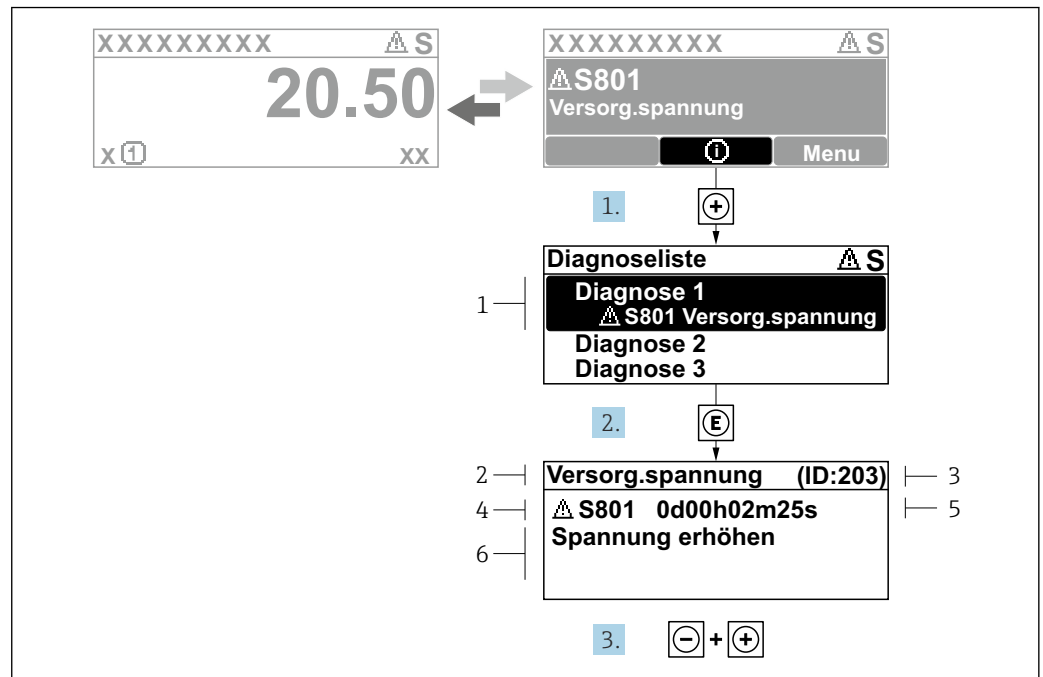 XXXXXXXXX ⚠ S
20.50
x ① xx
XXXXXXXXX ⚠ S
⚠ S801
Versorg.spannung
ⓘ Menu
1. +
Diagnoseliste ⚠ S
1
Diagnose 1
⚠ S801 Versorg.spannung
Diagnose 2
Diagnose 3
2. E
2 Versorg.spannung (ID:203) 3
4 ⚠ S801 0d00h02m25s 5
6 Spannung erhöhen
3. - + +